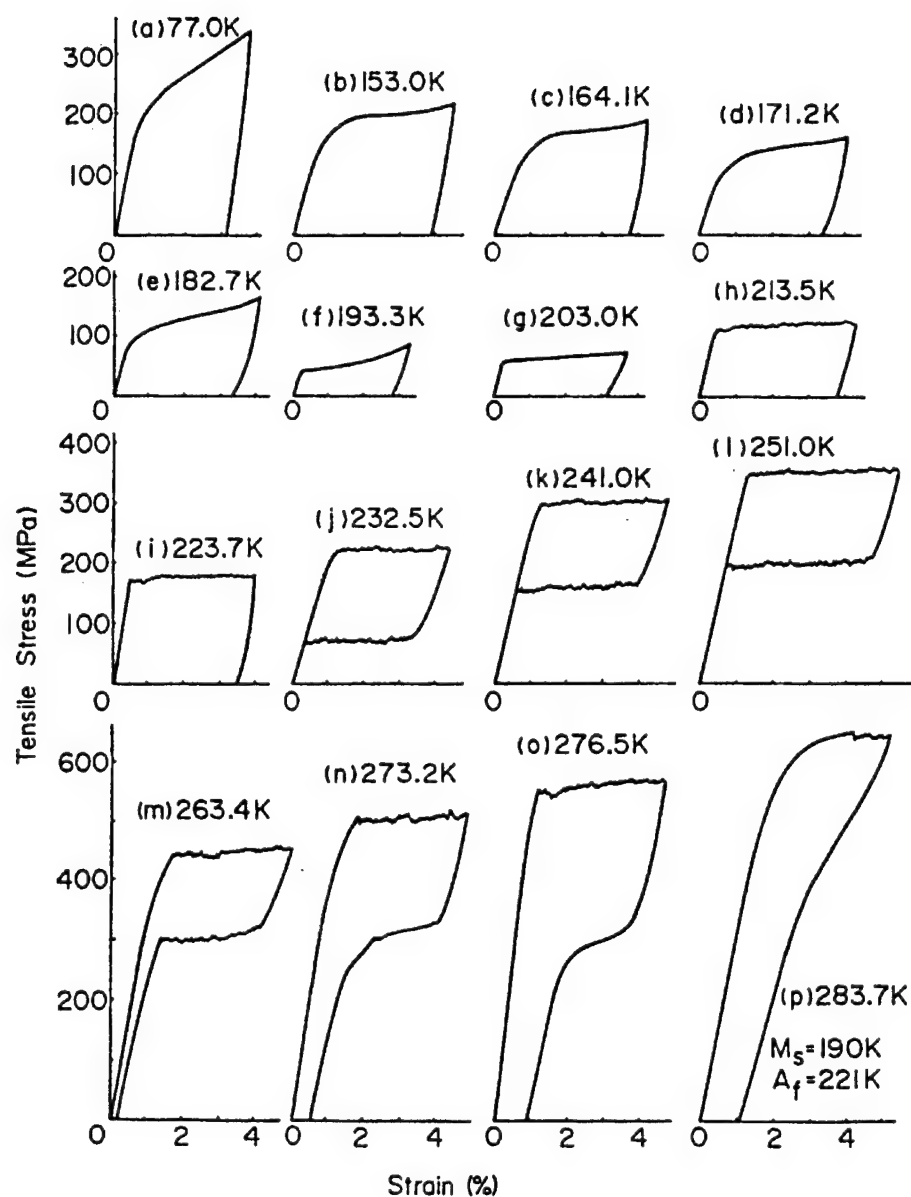 (a)77.0K
300
200
100
0
(b)153.0K
0
(c)164.1K
0
(d)171.2K
0
200
100
0
(e)182.7K
(f)193.3K
0
(g)203.0K
0
(h)213.5K
0
Tensile Stress (MPa)
400
300
200
100
0
(i)223.7K
(j)232.5K
0
(k)241.0K
0
(l)251.0K
0
600
400
200
0
2
4
(m)263.4K
(n)273.2K
0
2
4
(o)276.5K
0
2
4
(p)283.7K
Ms=190K
Af=221K
0
2
4
Strain (%)